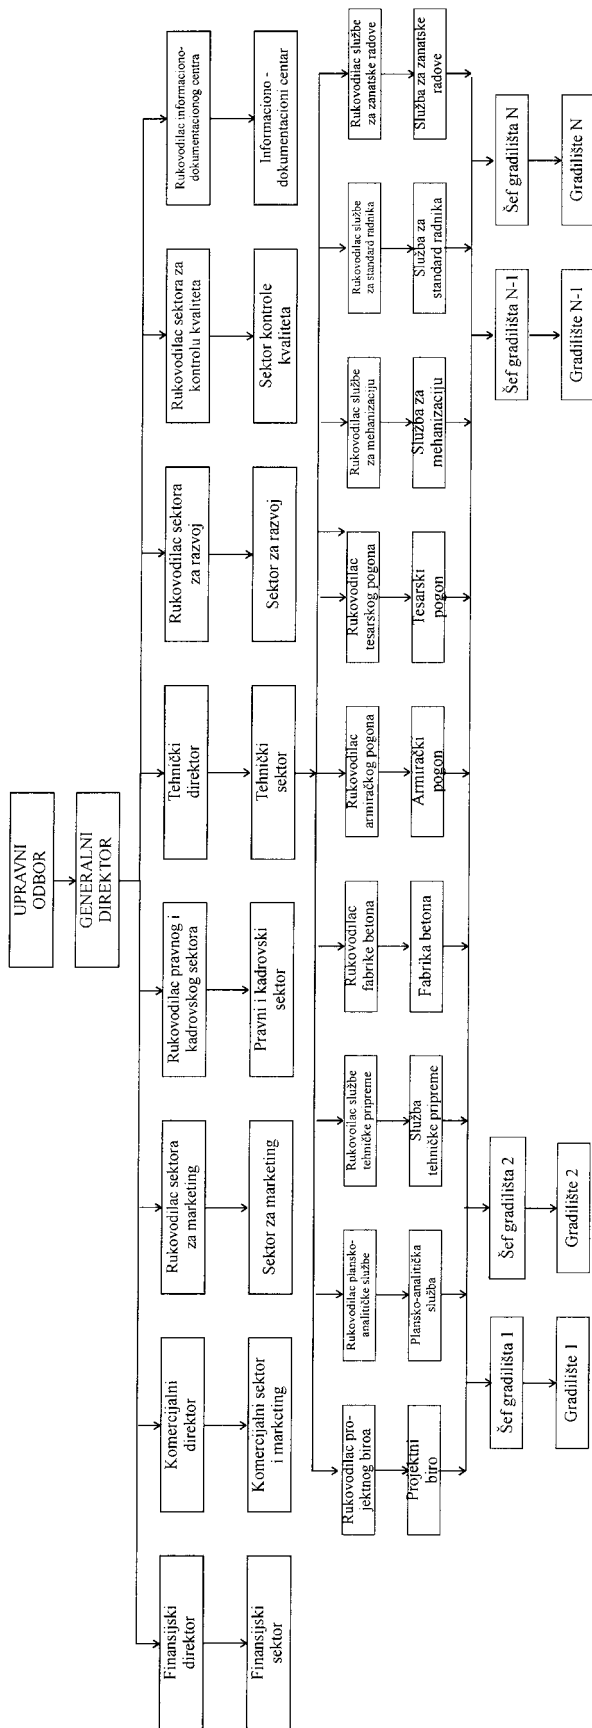 UPRAVNI
ODBOR
GENERALNI
DIREKTOR
Finansijski
direktor
Komercijalni
direktor
Rukovodilac sektora
za marketing
Rukovodilac pravnog i
kadrovskog sektora
Tehnički
direktor
Rukovodilac sektora
za razvoj
Rukovodilac sektora za
kontrolu kvaliteta
Rukovodilac informaciono-
dokumentacionog centra
Finansijski
sektor
Komercijalni sektor
i marketing
Sektor za marketing
Pravni i kadrovski
sektor
Tehnički
sektor
Sektor za razvoj
Sektor kontrole
kvaliteta
Informaciono -
dokumentacioni centar
Rukovodilac pro-
jektnog biroa
Rukovodilac plansko-
analitičke službe
Rukovoilac službe
tehničke pripreme
Rukovodilac
fabrike betona
Rukovodilac
armiračkog pogona
Rukovodilac
tesarskog pogona
Rukovodilac službe
za mehanizaciju
Rukovodilac službe
za standard radnika
Rukovodilac službe
za zanatske radove
Projektni
biro
Plansko-analitička
služba
Služba
tehničke pripreme
Fabrika betona
Armirački
pogon
Tesarski
pogon
Služba za
mehanizaciju
Služba za
standard radnika
Služba za zanatske
radove
Šef gradilišta 1
Šef gradilišta 2
Šef gradilišta N-1
Šef gradilišta N
Gradilište 1
Gradilište 2
Gradilište N-1
Gradilište N